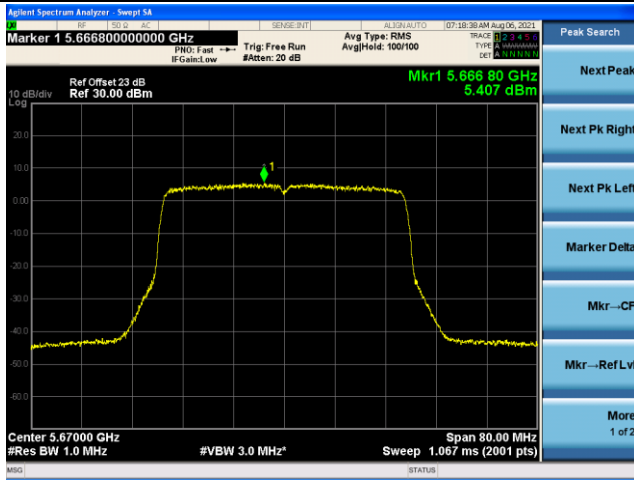 Agilent Spectrum Analyzer - Swept SA
RF 50 Ω AC SENSE:INT ALIGNAUTO 07:18:38 AM Aug 06, 2021
Marker 1 5.666800000000 GHz
PNO: Fast
IFGain:Low
Trig: Free Run
#Atten: 20 dB
Avg Type: RMS
Avg|Hold: 100/100
TRACE 1 2 3 4 5 6
TYPE A WWWWW
DET A N N N N N
Peak Search
Next Peak
Next Pk Right
Next Pk Left
Marker Delta
Mkr→CF
Mkr→Ref Lvl
More
1 of 2
Mkr1 5.666 80 GHz
5.407 dBm
Ref Offset 23 dB
10 dB/div Ref 30.00 dBm
Log
20.0
10.0
0.00
-10.0
-20.0
-30.0
-40.0
-50.0
-60.0
1
Center 5.67000 GHz Span 80.00 MHz
#Res BW 1.0 MHz #VBW 3.0 MHz* Sweep 1.067 ms (2001 pts)
MSG STATUS